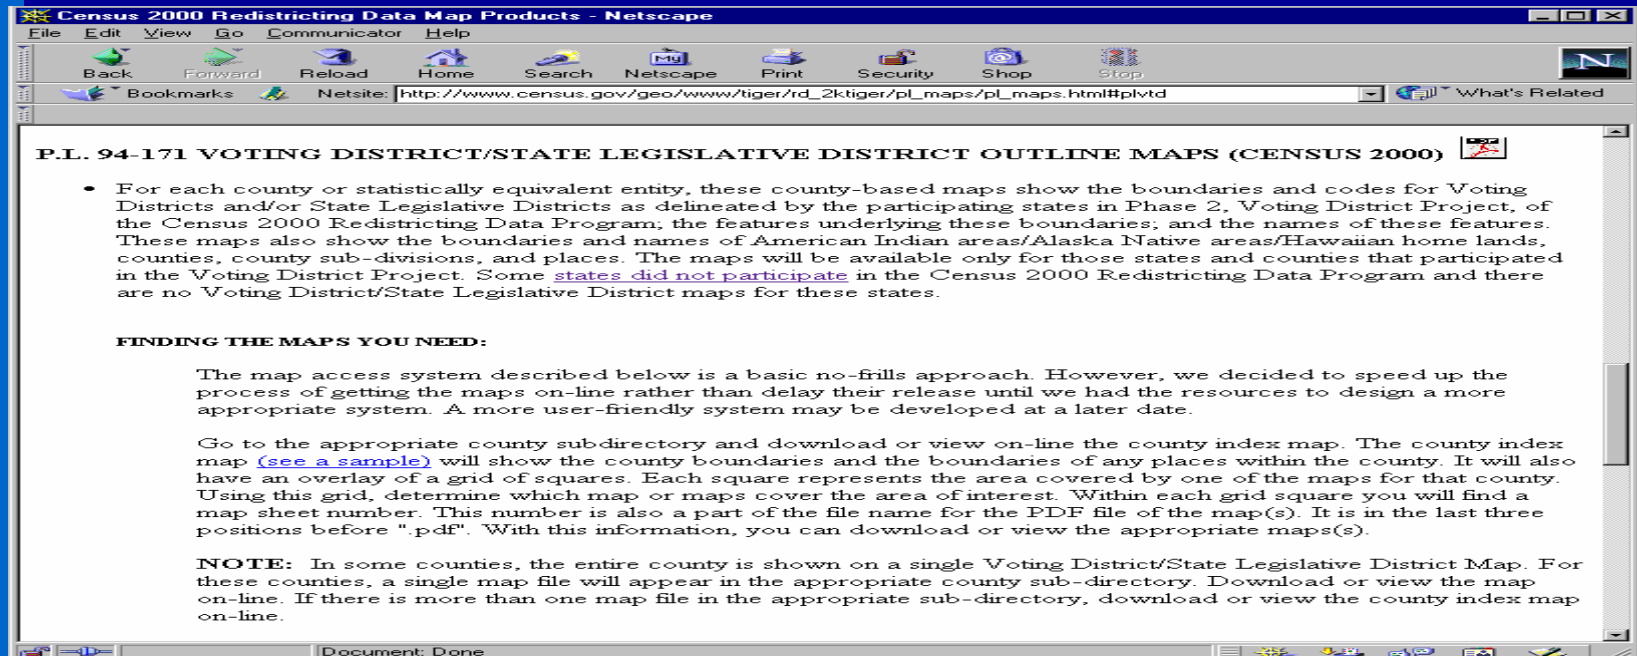 Census 2000 Redistricting Data Map Products - Netscape
File Edit View Go Communicator Help
My
N
Back Forward Reload Home Search Netscape Print Security Shop Stop
Bookmarks Netsite: http://www.census.gov/geo/www/tiger/rd_2ktiger/pl_maps/pl_maps.html#plvtd What's Related
P.L. 94-171 VOTING DISTRICT/STATE LEGISLATIVE DISTRICT OUTLINE MAPS (CENSUS 2000)
• For each county or statistically equivalent entity, these county-based maps show the boundaries and codes for Voting
Districts and/or State Legislative Districts as delineated by the participating states in Phase 2, Voting District Project, of
the Census 2000 Redistricting Data Program; the features underlying these boundaries; and the names of these features.
These maps also show the boundaries and names of American Indian areas/Alaska Native areas/Hawaiian home lands,
counties, county sub-divisions, and places. The maps will be available only for those states and counties that participated
in the Voting District Project. Some states did not participate in the Census 2000 Redistricting Data Program and there
are no Voting District/State Legislative District maps for these states.
FINDING THE MAPS YOU NEED:
The map access system described below is a basic no-frills approach. However, we decided to speed up the
process of getting the maps on-line rather than delay their release until we had the resources to design a more
appropriate system. A more user-friendly system may be developed at a later date.
Go to the appropriate county subdirectory and download or view on-line the county index map. The county index
map (see a sample) will show the county boundaries and the boundaries of any places within the county. It will also
have an overlay of a grid of squares. Each square represents the area covered by one of the maps for that county.
Using this grid, determine which map or maps cover the area of interest. Within each grid square you will find a
map sheet number. This number is also a part of the file name for the PDF file of the map(s). It is in the last three
positions before ".pdf". With this information, you can download or view the appropriate maps(s).
NOTE: In some counties, the entire county is shown on a single Voting District/State Legislative District Map. For
these counties, a single map file will appear in the appropriate county sub-directory. Download or view the map
on-line. If there is more than one map file in the appropriate sub-directory, download or view the county index map
on-line.
Document: Done